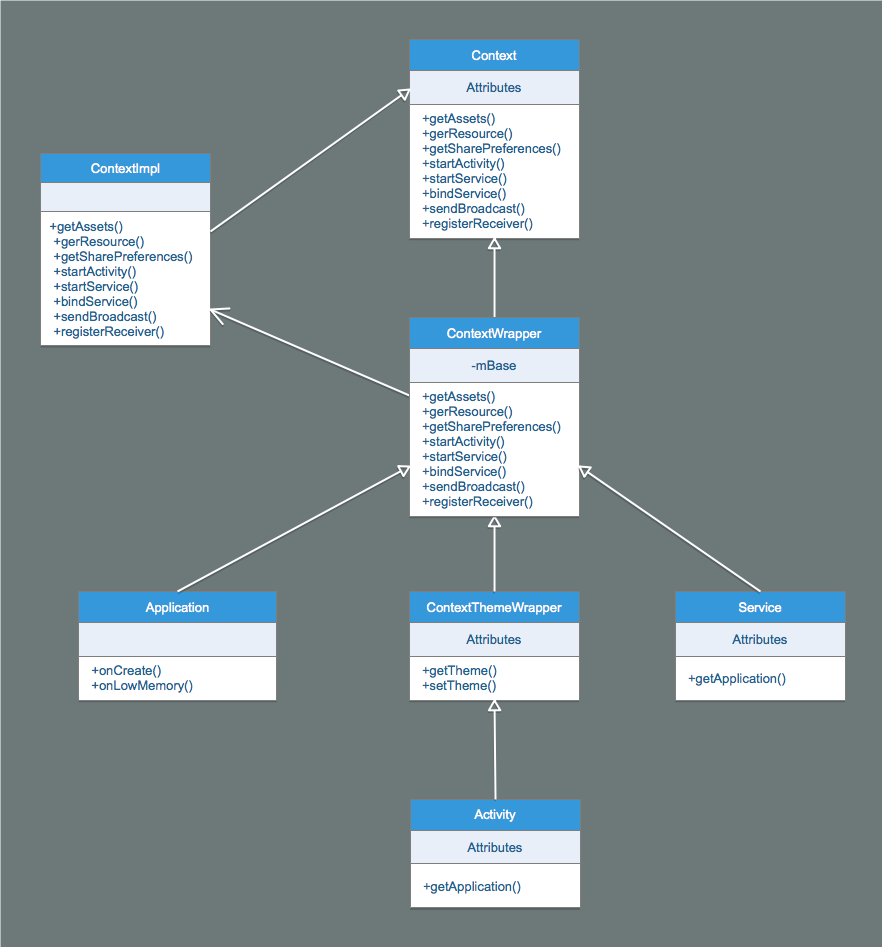 Context
Attributes
+getAssets()
+gerResource()
+getSharePreferences()
+startActivity()
+startService()
+bindService()
+sendBroadcast()
+registerReceiver()
ContextImpl
+getAssets()
+gerResource()
+getSharePreferences()
+startActivity()
+startService()
+bindService()
+sendBroadcast()
+registerReceiver()
ContextWrapper
-mBase
+getAssets()
+gerResource()
+getSharePreferences()
+startActivity()
+startService()
+bindService()
+sendBroadcast()
+registerReceiver()
Application
+onCreate()
+onLowMemory()
ContextThemeWrapper
Attributes
+getTheme()
+setTheme()
Service
Attributes
+getApplication()
Activity
Attributes
+getApplication()